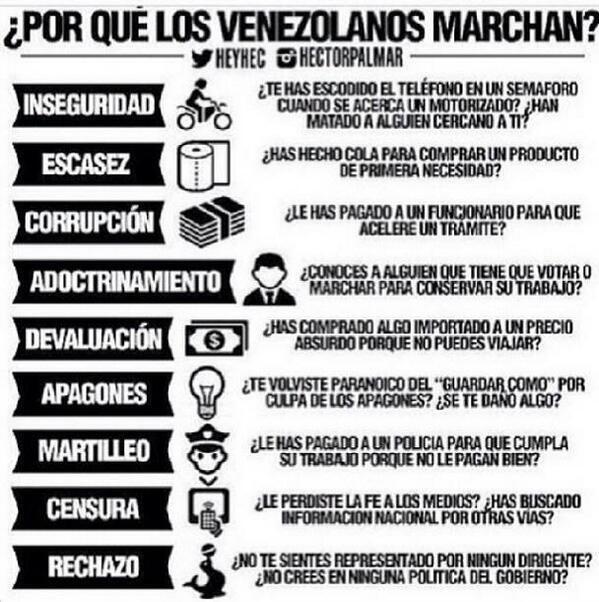 ¿POR QUÉ LOS VENEZOLANOS MARCHAN?
HEYHEC HECTORPALMAR
INSEGURIDAD
¿TE HAS ESCODIDO EL TELÉFONO EN UN SEMAFORO
CUANDO SE ACERCA UN MOTORIZADO? ¿HAN
MATADO A ALGUIEN CERCANO A TI?
ESCASEZ
¿HAS HECHO COLA PARA COMPRAR UN PRODUCTO
DE PRIMERA NECESIDAD?
CORRUPCIÓN
¿LE HAS PAGADO A UN FUNCIONARIO PARA QUE
ACELERE UN TRAMITE?
ADOCTRINAMIENTO
¿CONOCES A ALGUIEN QUE TIENE QUE VOTAR O
MARCHAR PARA CONSERVAR SU TRABAJO?
DEVALUACIÓN
$
¿HAS COMPRADO ALGO IMPORTADO A UN PRECIO
ABSURDO PORQUE NO PUEDES VIAJAR?
APAGONES
¿TE VOLVISTE PARANOICO DEL "GUARDAR COMO" POR
CULPA DE LOS APAGONES? ¿SE TE DAÑO ALGO?
MARTILLEO
¿LE HAS PAGADO A UN POLICIA PARA QUE CUMPLA
SU TRABAJO PORQUE NO LE PAGAN BIEN?
CENSURA
¿LE PERDISTE LA FE A LOS MEDIOS? ¿HAS BUSCADO
INFORMACION NACIONAL POR OTRAS VIAS?
RECHAZO
¿NO TE SIENTES REPRESENTADO POR NINGUN DIRIGENTE?
¿NO CREES EN NINGUNA POLITICA DEL GOBIERNO?